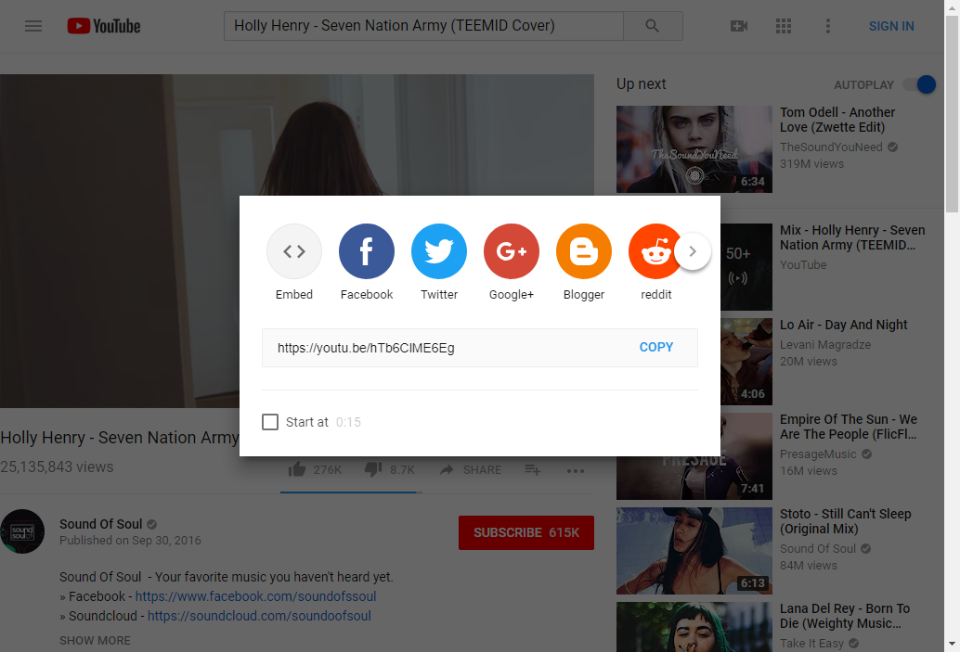 YouTube
Holly Henry - Seven Nation Army (TEEMID Cover)
SIGN IN
Up next
AUTOPLAY
TheSoundYouNeed
6:34
Tom Odell - Another
Love (Zwette Edit)
TheSoundYouNeed
319M views
50+
Mix - Holly Henry - Seven
Nation Army (TEEMID...
YouTube
4:06
Lo Air - Day And Night
Levani Magradze
20M views
PRESAGE
7:41
Empire Of The Sun - We
Are The People (FlicFl...
PresageMusic
16M views
6:13
Stoto - Still Can't Sleep
(Original Mix)
Sound Of Soul
84M views
Lana Del Rey - Born To
Die (Weighty Music...
Take It Easy
Embed
Facebook
Twitter
G+
Google+
Blogger
reddit
https://youtu.be/hTb6CIME6Eg
COPY
Start at 0:15
Holly Henry - Seven Nation Army
25,135,843 views
276K
8.7K
SHARE
sound
soul
Sound Of Soul
Published on Sep 30, 2016
SUBSCRIBE 615K
Sound Of Soul - Your favorite music you haven't heard yet.
» Facebook - https://www.facebook.com/soundofssoul
» Soundcloud - https://soundcloud.com/soundoofsoul
SHOW MORE